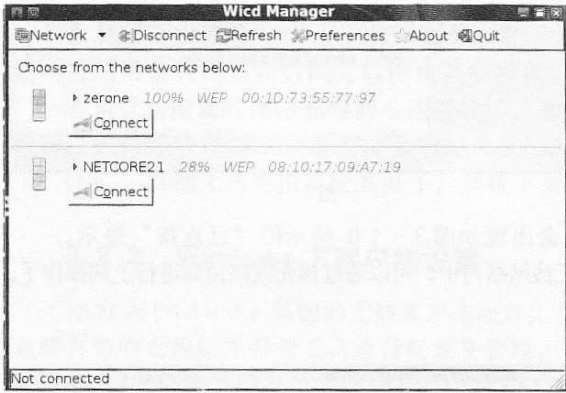 Wicd Manager
Network Disconnect Refresh Preferences About Quit
Choose from the networks below:
zerone 100% WEP 00:1D:73:55:77:97
Connect
NETCORE21 28% WEP 08:10:17:09:A7:19
Connect
Not connected